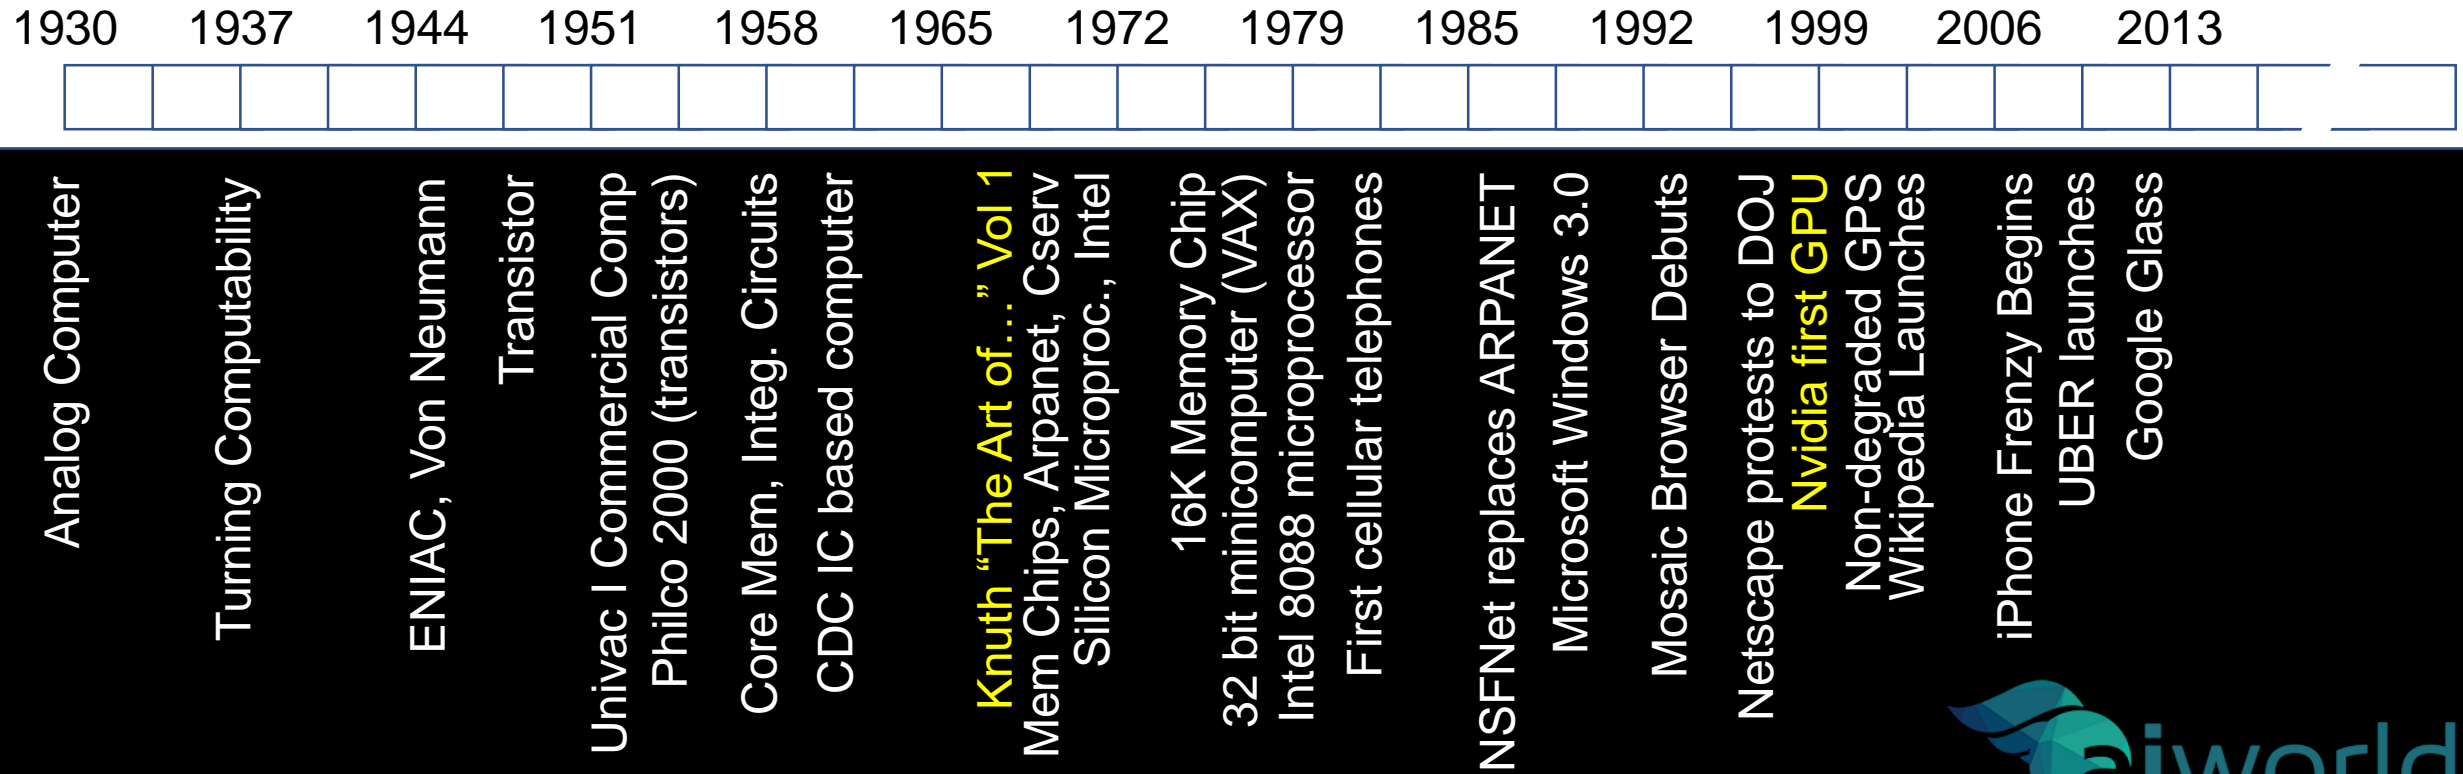 1930 1937 1944 1951 1958 1965 1972 1979 1985 1992 1999 2006 2013
Analog Computer
Turning Computability
ENIAC, Von Neumann
Transistor
Univac I Commercial Comp
Philco 2000 (transistors)
Core Mem, Integ. Circuits
CDC IC based computer
Knuth “The Art of…” Vol 1
Mem Chips, Arpanet, Cserv
Silicon Microproc., Intel
16K Memory Chip
32 bit minicomputer (VAX)
Intel 8088 microprocessor
First cellular telephones
NSFNet replaces ARPANET
Microsoft Windows 3.0
Mosaic Browser Debuts
Netscape protests to DOJ
Nvidia first GPU
Non-degraded GPS
Wikipedia Launches
iPhone Frenzy Begins
UBER launches
Google Glass
aiworld